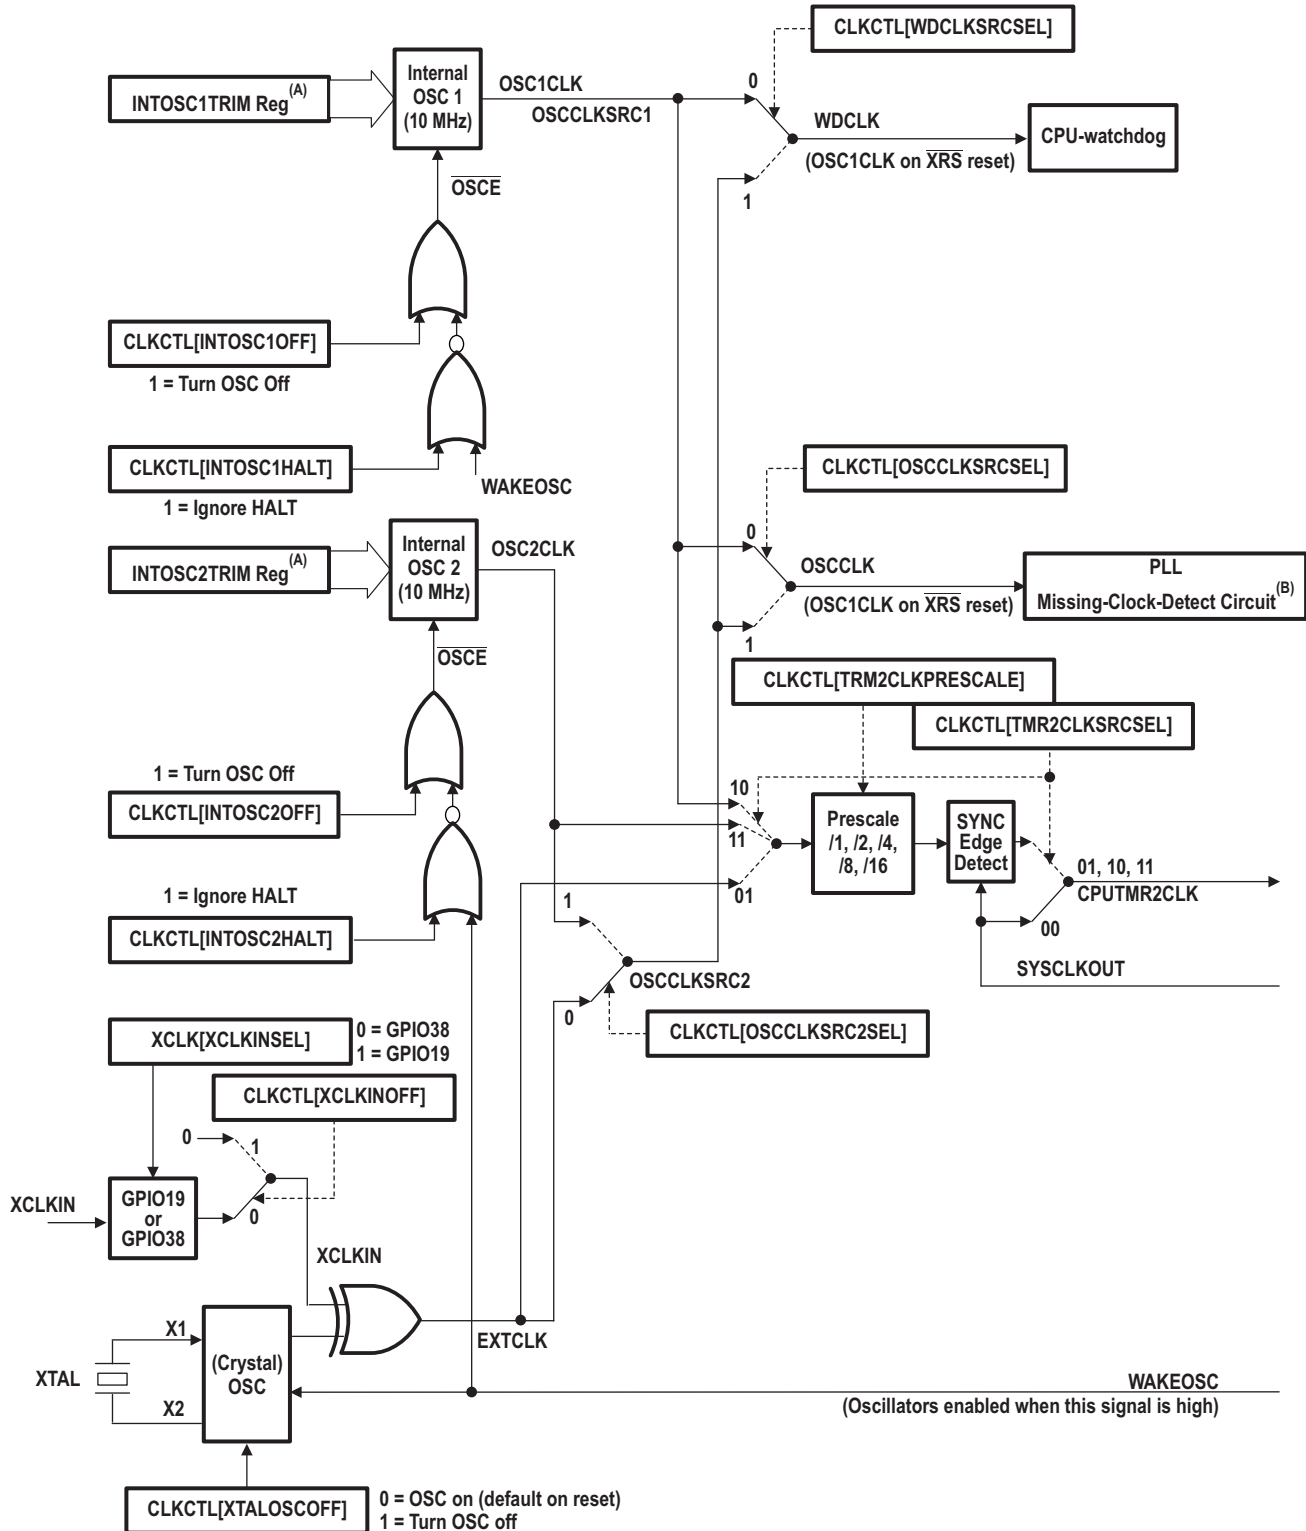 CLKCTL[WDCLKSRCSEL]
INTOSC1TRIM Reg(A)
Internal
OSC 1
(10 MHz)
OSC1CLK
OSCCLKSRC1
0
WDCLK
(OSC1CLK on XRS reset)
CPU-watchdog
1
OSCE
CLKCTL[INTOSC1OFF]
1 = Turn OSC Off
CLKCTL[INTOSC1HALT]
1 = Ignore HALT
WAKEOSC
CLKCTL[OSCCLKSRCSEL]
INTOSC2TRIM Reg(A)
Internal
OSC 2
(10 MHz)
OSC2CLK
0
OSCCLK
(OSC1CLK on XRS reset)
PLL
Missing-Clock-Detect Circuit(B)
1
OSCE
CLKCTL[TRM2CLKPRESCALE]
CLKCTL[TMR2CLKSRCSEL]
1 = Turn OSC Off
CLKCTL[INTOSC2OFF]
10
11
01
Prescale
/1, /2, /4,
/8, /16
SYNC
Edge
Detect
01, 10, 11
CPUTMR2CLK
00
SYSCLKOUT
1 = Ignore HALT
CLKCTL[INTOSC2HALT]
1
OSCCLKSRC2
0
CLKCTL[OSCCLKSRC2SEL]
XCLK[XCLKINSEL]
0 = GPIO38
1 = GPIO19
CLKCTL[XCLKINOFF]
0
1
XCLKIN
GPIO19
or
GPIO38
0
XCLKIN
EXTCLK
X1
XTAL
X2
(Crystal)
OSC
WAKEOSC
(Oscillators enabled when this signal is high)
CLKCTL[XTALOSCOFF]
0 = OSC on (default on reset)
1 = Turn OSC off